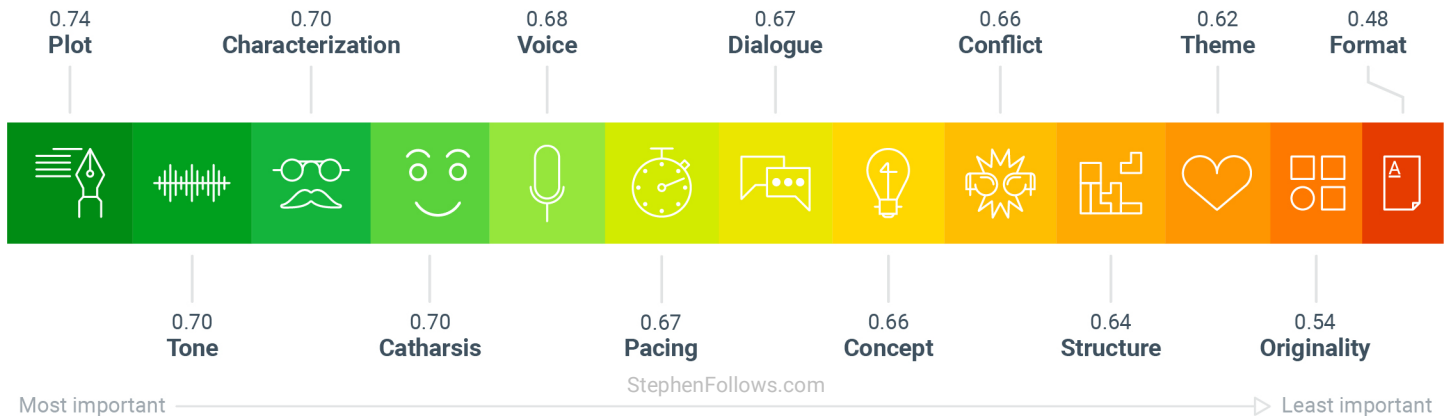 0.74
Plot
0.70
Characterization
0.68
Voice
0.67
Dialogue
0.66
Conflict
0.62
Theme
0.48
Format
A
0.70
Tone
0.70
Catharsis
0.67
Pacing
0.66
Concept
0.64
Structure
0.54
Originality
StephenFollows.com
Most important
Least important